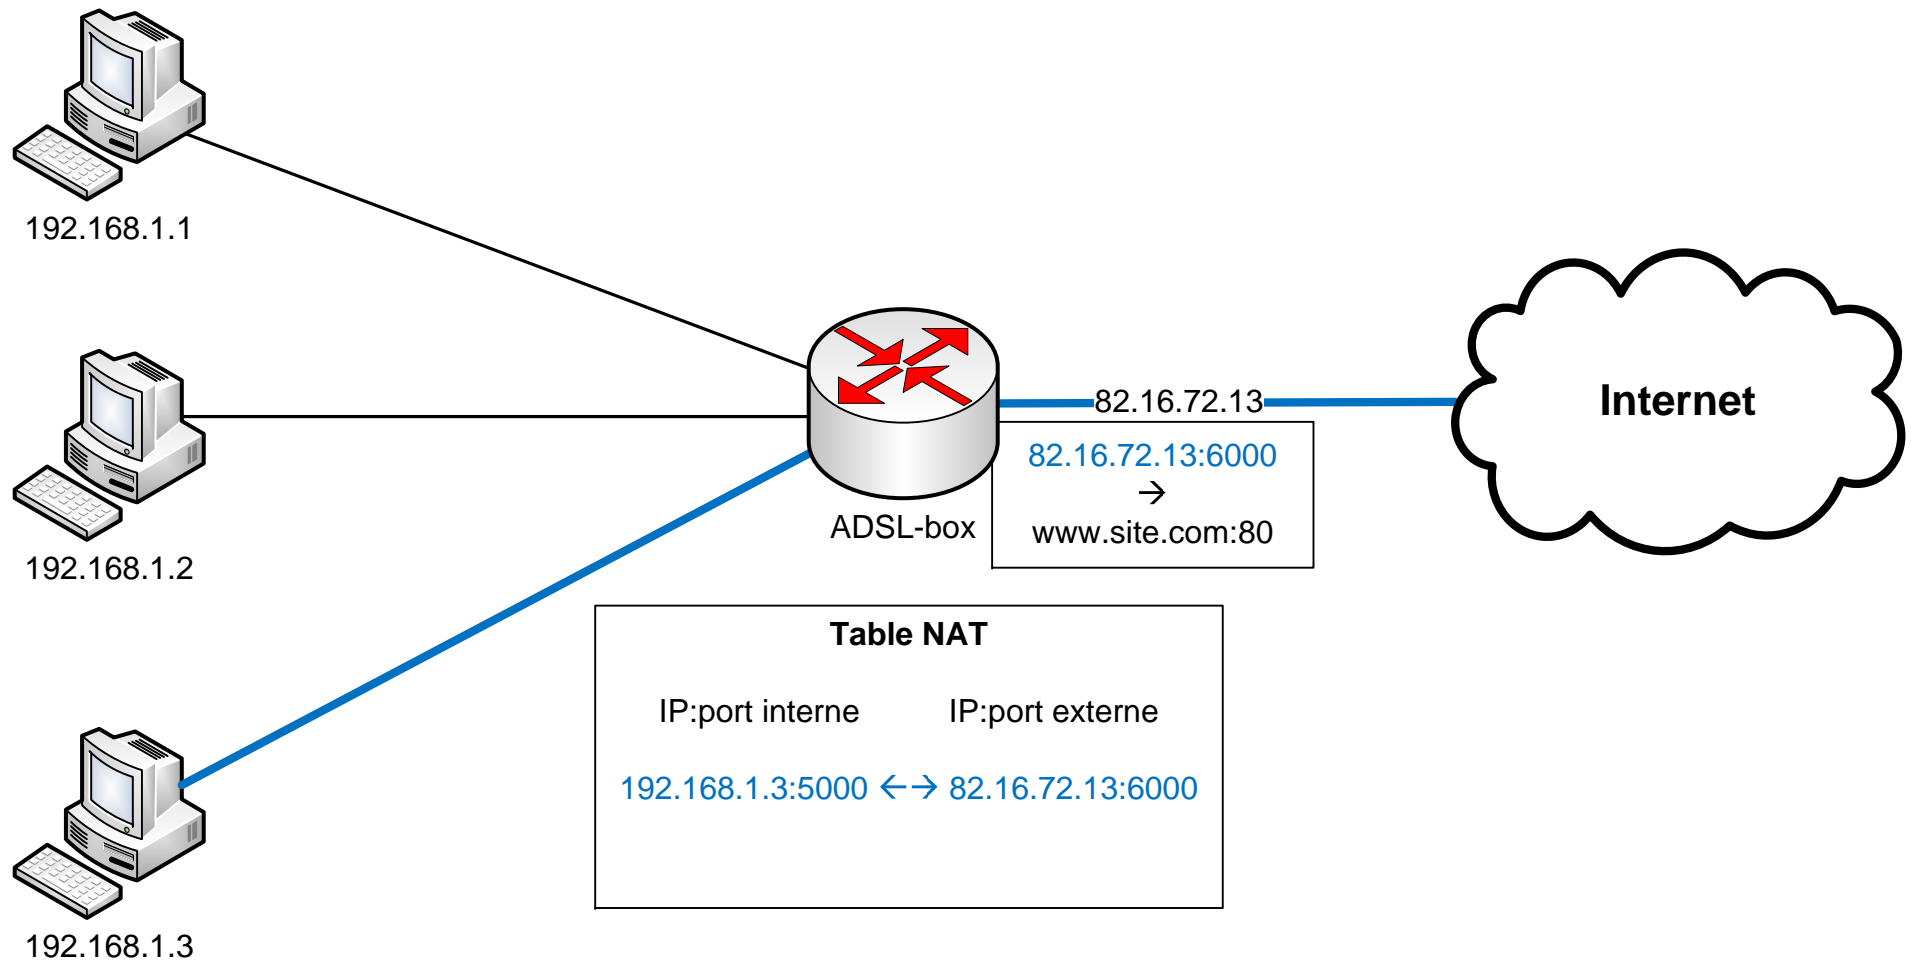 192.168.1.1
192.168.1.2
192.168.1.3
ADSL-box
82.16.72.13
82.16.72.13:6000
→
www.site.com:80
Internet
Table NAT
IP:port interne IP:port externe
192.168.1.3:5000 ←→ 82.16.72.13:6000